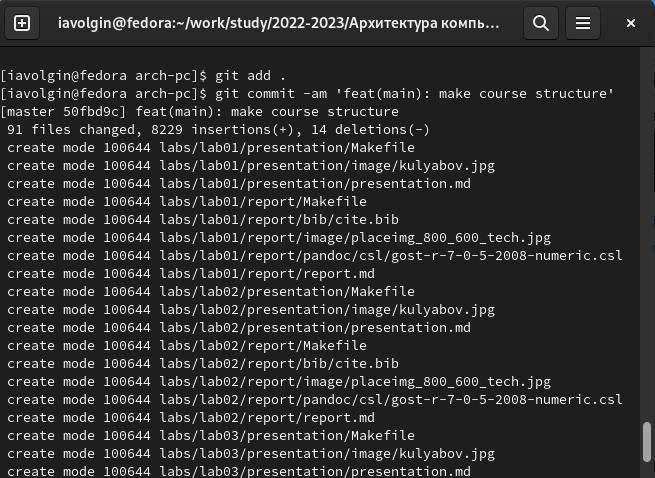 iavolgin@fedora:~/work/study/2022-2023/Архитектура компь...
[iavolgin@fedora arch-pc]$ git add .
[iavolgin@fedora arch-pc]$ git commit -am 'feat(main): make course structure'
[master 50fbd9c] feat(main): make course structure
 91 files changed, 8229 insertions(+), 14 deletions(-)
 create mode 100644 labs/lab01/presentation/Makefile
 create mode 100644 labs/lab01/presentation/image/kulyabov.jpg
 create mode 100644 labs/lab01/presentation/presentation.md
 create mode 100644 labs/lab01/report/Makefile
 create mode 100644 labs/lab01/report/bib/cite.bib
 create mode 100644 labs/lab01/report/image/placeimg_800_600_tech.jpg
 create mode 100644 labs/lab01/report/pandoc/csl/gost-r-7-0-5-2008-numeric.csl
 create mode 100644 labs/lab01/report/report.md
 create mode 100644 labs/lab02/presentation/Makefile
 create mode 100644 labs/lab02/presentation/image/kulyabov.jpg
 create mode 100644 labs/lab02/presentation/presentation.md
 create mode 100644 labs/lab02/report/Makefile
 create mode 100644 labs/lab02/report/bib/cite.bib
 create mode 100644 labs/lab02/report/image/placeimg_800_600_tech.jpg
 create mode 100644 labs/lab02/report/pandoc/csl/gost-r-7-0-5-2008-numeric.csl
 create mode 100644 labs/lab02/report/report.md
 create mode 100644 labs/lab03/presentation/Makefile
 create mode 100644 labs/lab03/presentation/image/kulyabov.jpg
 create mode 100644 labs/lab03/presentation/presentation.md